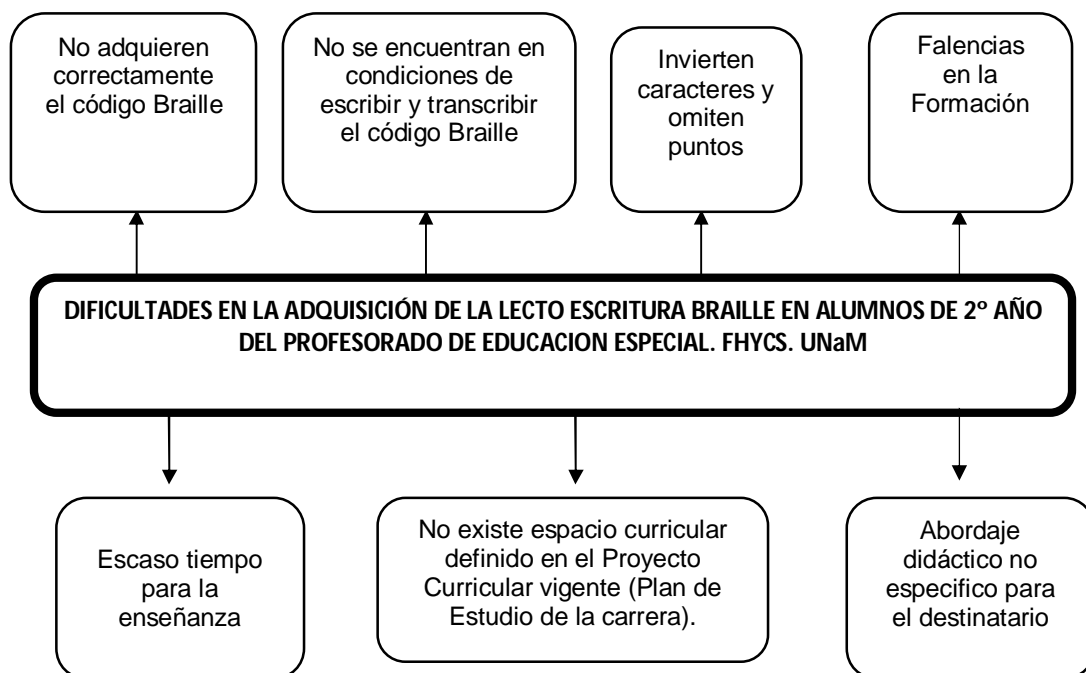 No adquieren
correctamente
el código Braille
No se encuentran en
condiciones de
escribir y transcribir
el código Braille
Invierten
caracteres y
omiten
puntos
Falencias
en la
Formación
DIFICULTADES EN LA ADQUISICIÓN DE LA LECTO ESCRITURA BRAILLE EN ALUMNOS DE 2º AÑO
DEL PROFESORADO DE EDUCACION ESPECIAL. FHYCS. UNaM
Escaso tiempo
para la
enseñanza
No existe espacio curricular
definido en el Proyecto
Curricular vigente (Plan de
Estudio de la carrera).
Abordaje
didáctico no
especifico para
el destinatario